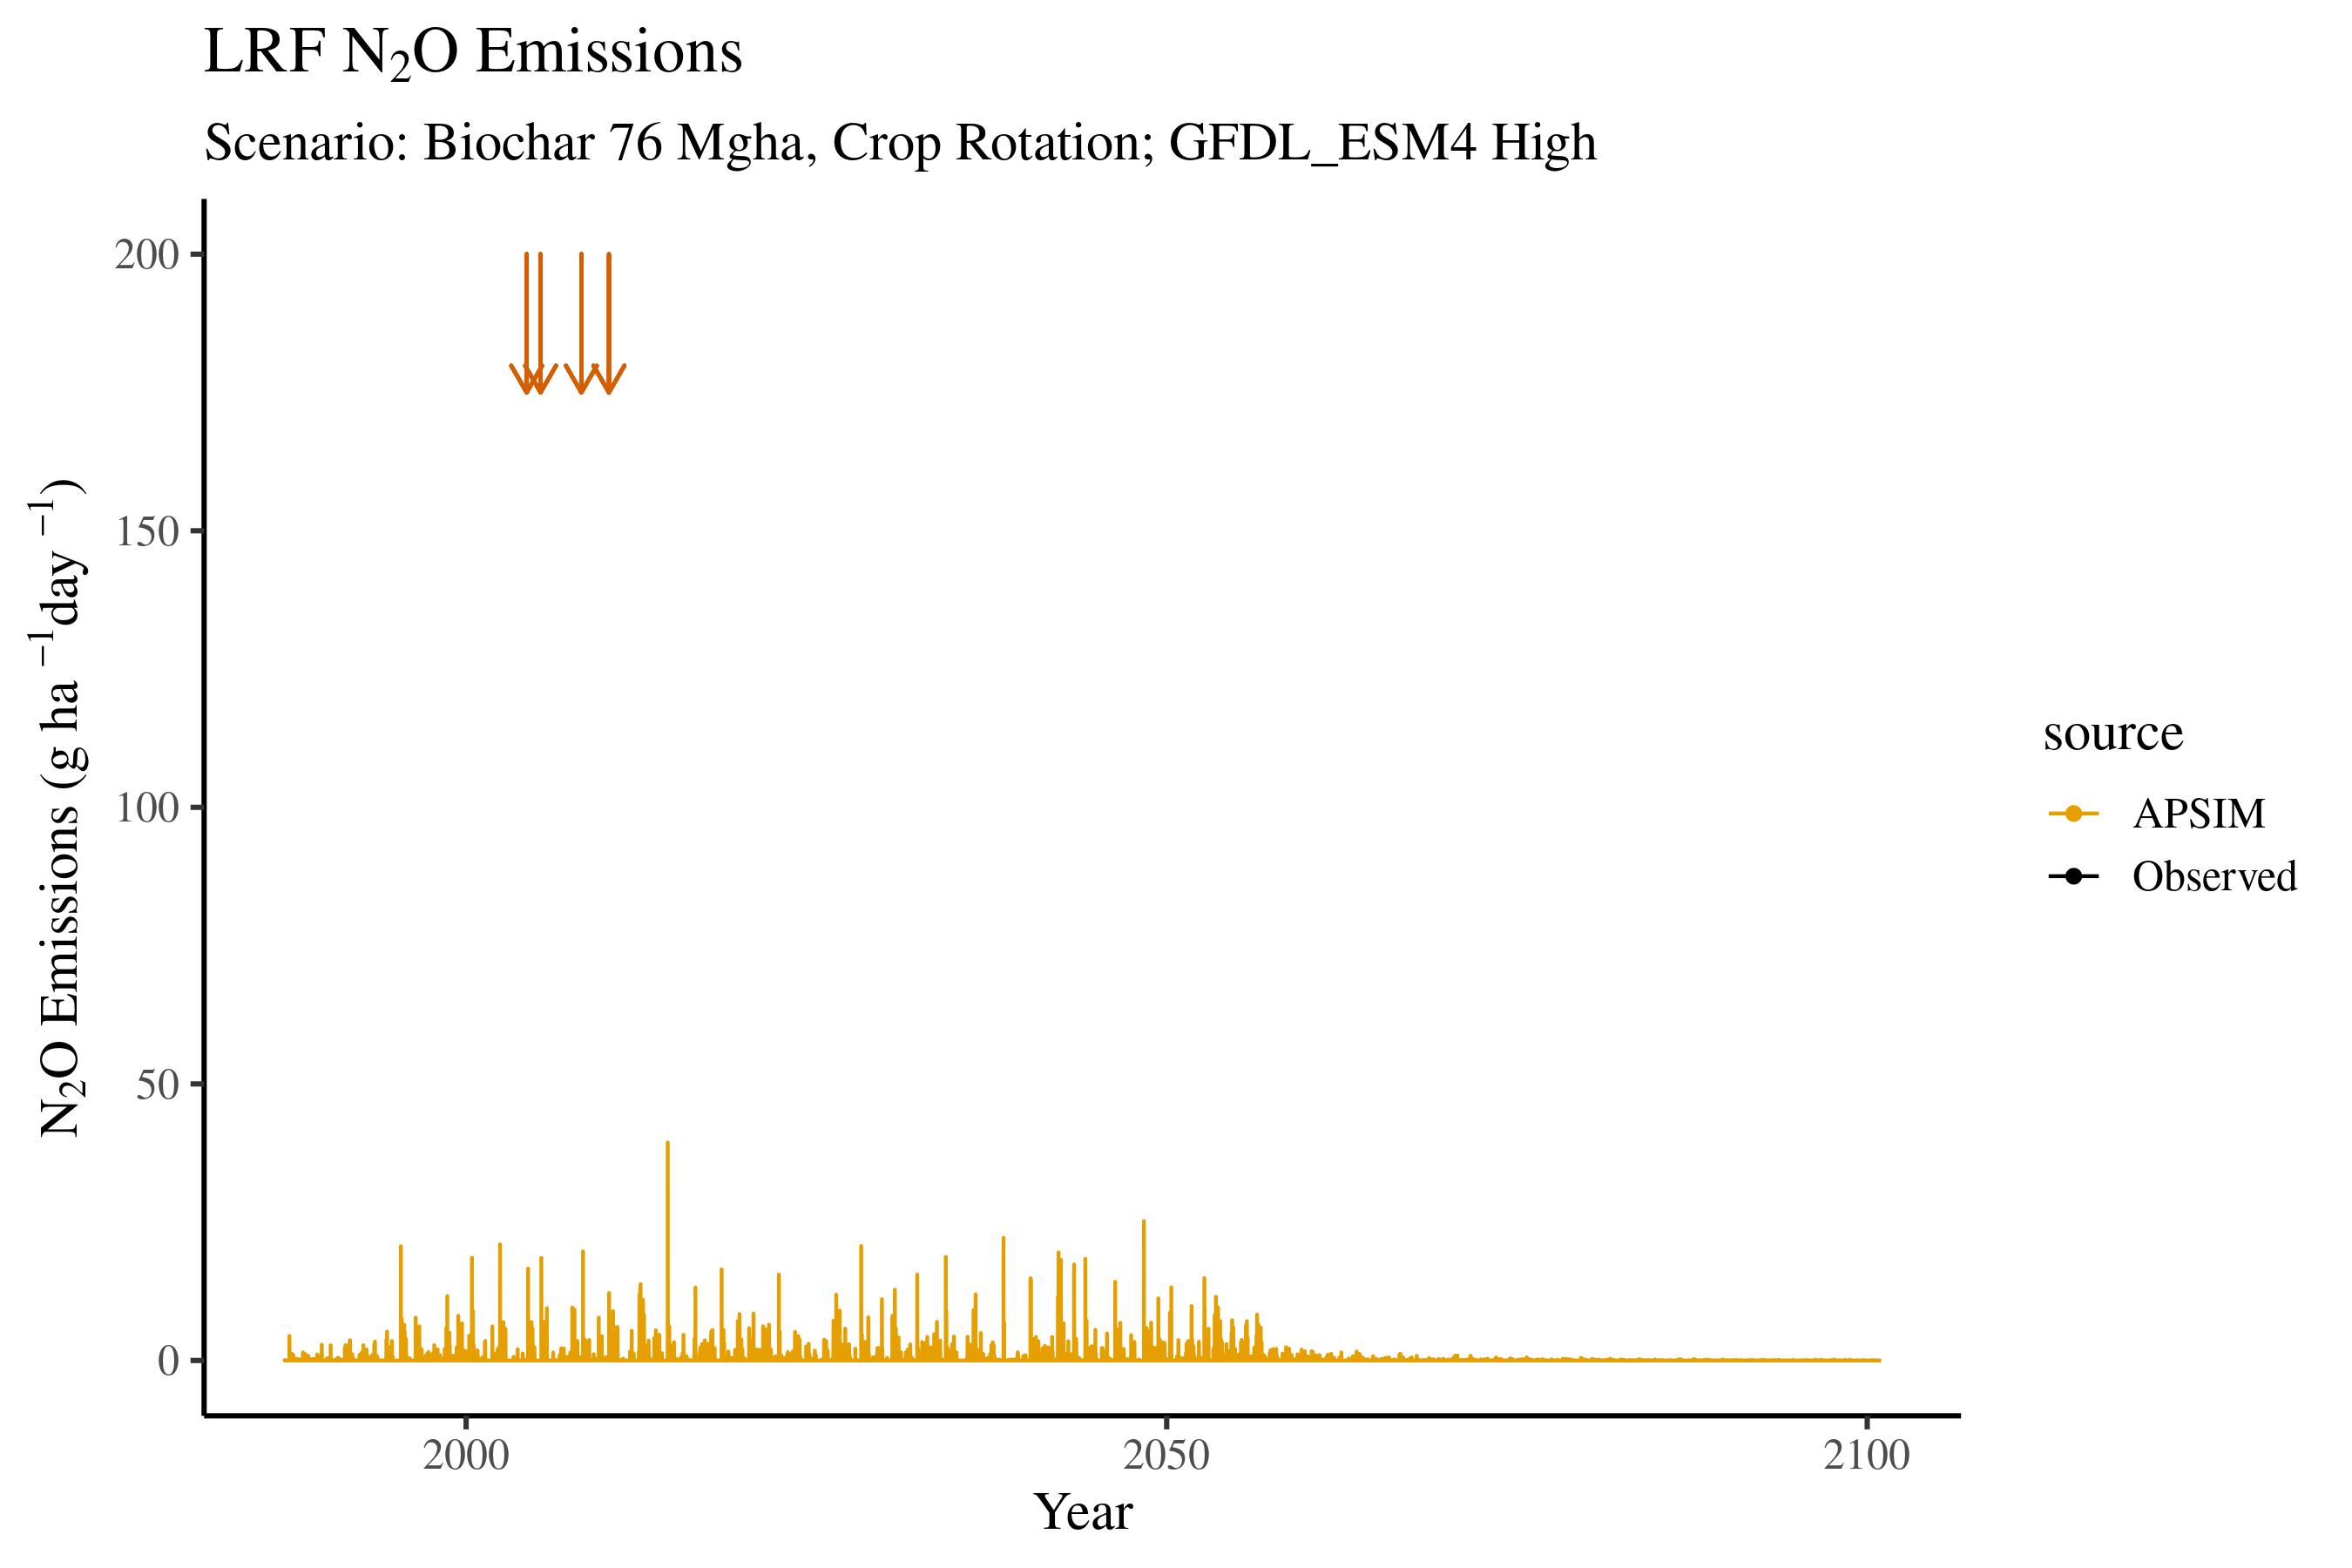 LRF N₂O Emissions
Scenario: Biochar 76 Mgha, Crop Rotation; GFDL_ESM4 High
200
150
100
50
0
N₂O Emissions (g ha ⁻¹day ⁻¹)
2000
2050
2100
Year
source
APSIM
Observed